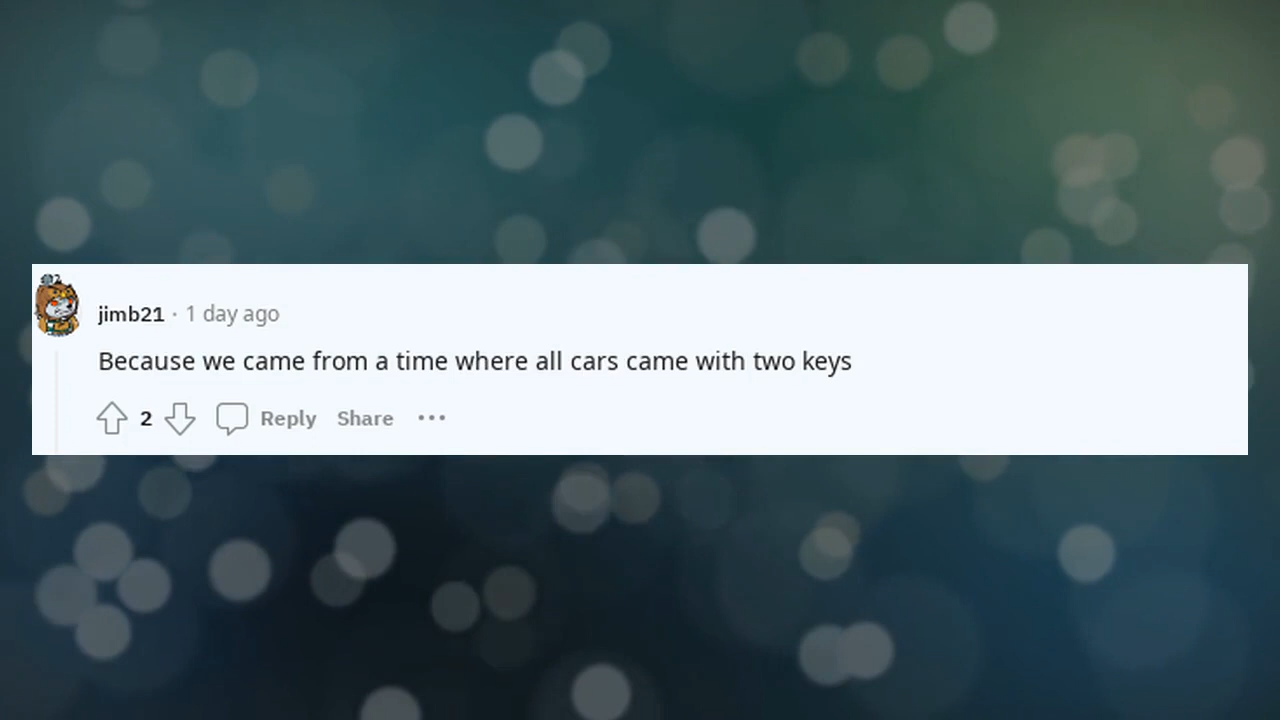 jimb21 · 1 day ago
Because we came from a time where all cars came with two keys
2 Reply Share ···